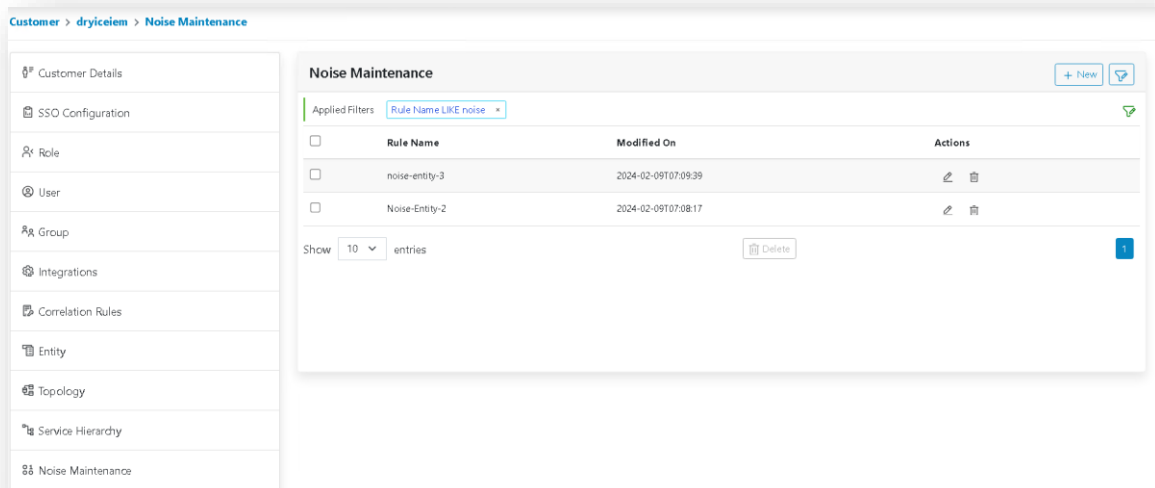 Customer > dryiceiem > Noise Maintenance
Customer Details
SSO Configuration
Role
User
Group
Integrations
Correlation Rules
Entity
Topology
Service Hierarchy
Noise Maintenance
Noise Maintenance
+ New
Applied Filters Rule Name LIKE noise ×
Rule Name Modified On Actions
noise-entity-3 2024-02-09T07:09:39
Noise-Entity-2 2024-02-09T07:08:17
Show 10 entries Delete 1